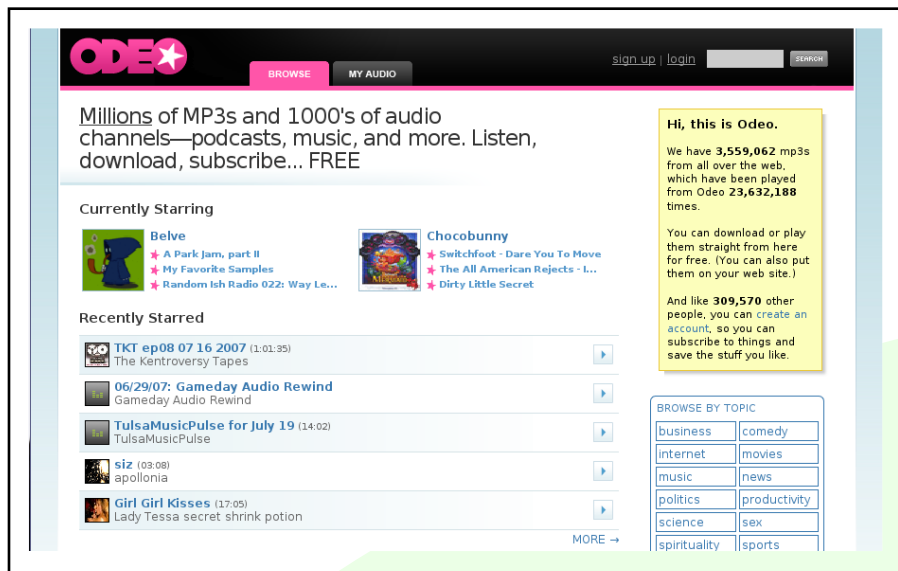 ODEO
BROWSE
MY AUDIO
sign up | login
SEARCH
Millions of MP3s and 1000's of audio
channels—podcasts, music, and more. Listen,
download, subscribe... FREE
Currently Starring
Belve
A Park Jam, part II
My Favorite Samples
Random Ish Radio 022: Way Le...
Chocobunny
Switchfoot - Dare You To Move
The All American Rejects - I...
Dirty Little Secret
Recently Starred
TKT ep08 07 16 2007 (1:01:35)
The Kentroversy Tapes
06/29/07: Gameday Audio Rewind
Gameday Audio Rewind
TulsaMusicPulse for July 19 (14:02)
TulsaMusicPulse
siz (03:08)
apollonia
Girl Girl Kisses (17:05)
Lady Tessa secret shrink potion
MORE →
Hi, this is Odeo.
We have 3,559,062 mp3s
from all over the web,
which have been played
from Odeo 23,632,188
times.
You can download or play
them straight from here
for free. (You can also put
them on your web site.)
And like 309,570 other
people, you can create an
account, so you can
subscribe to things and
save the stuff you like.
BROWSE BY TOPIC
business comedy
internet movies
music news
politics productivity
science sex
spirituality sports